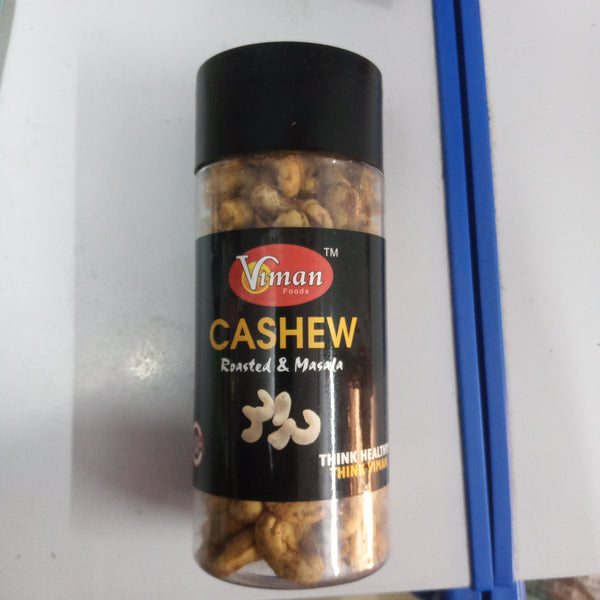 TM
Viman
Foods
CASHEW
Roasted & Masala
THINK HEALTHY
THINK VIMAN